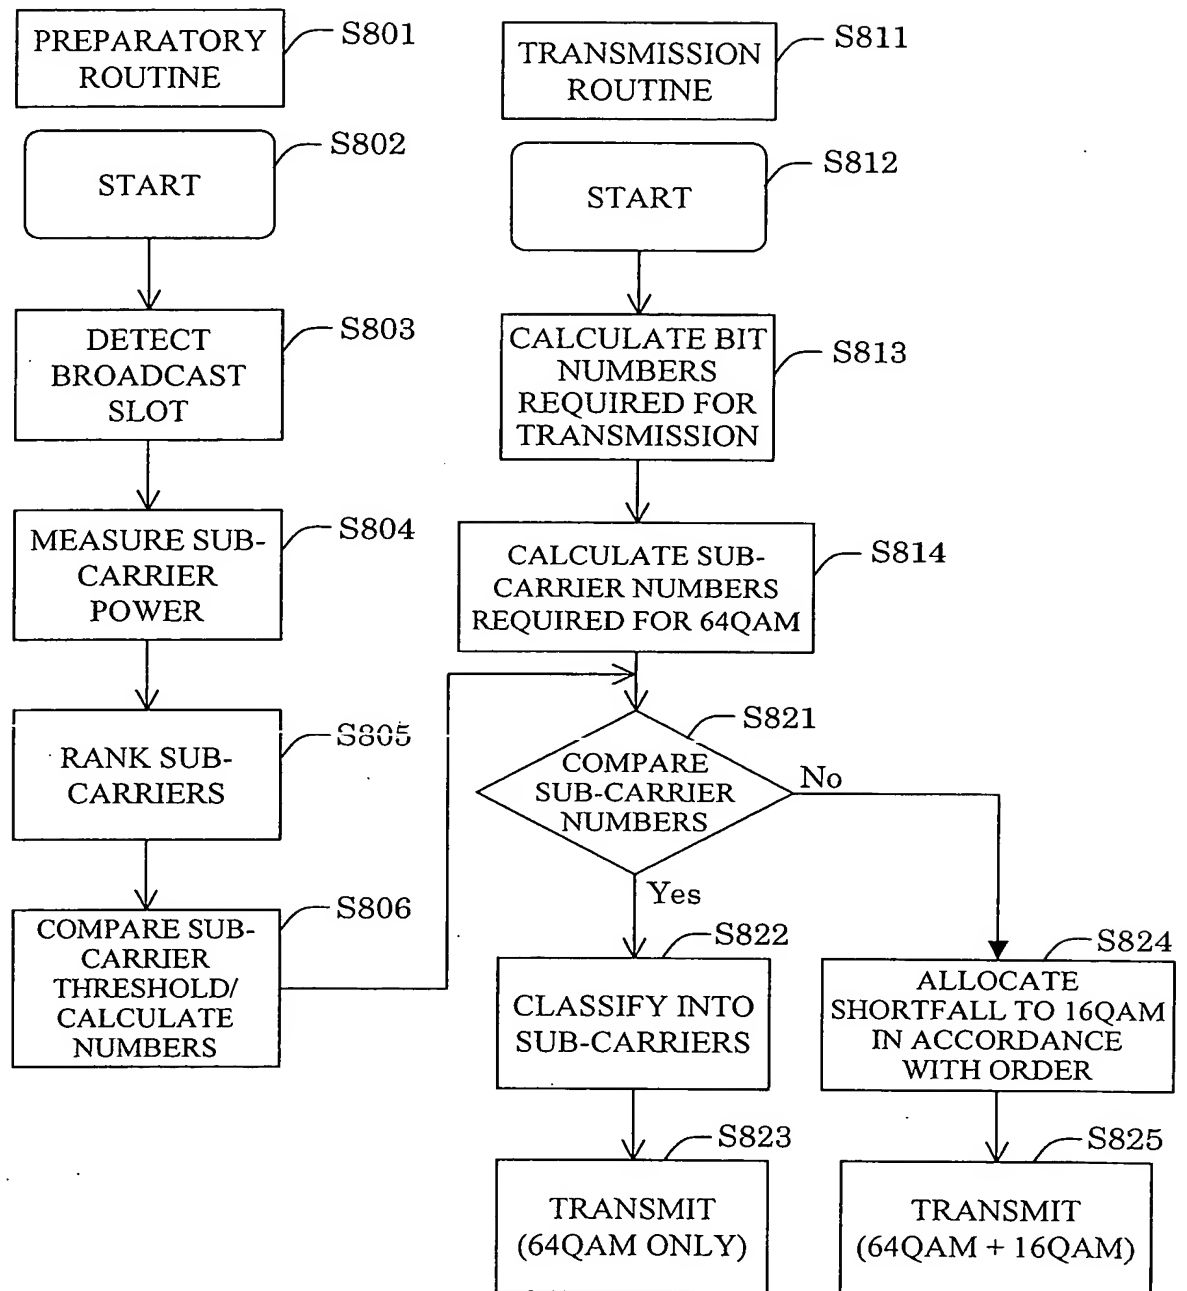 PREPARATORY
ROUTINE
S801
START
S802
DETECT
BROADCAST
SLOT
S803
MEASURE SUB-
CARRIER
POWER
S804
RANK SUB-
CARRIERS
S805
COMPARE SUB-
CARRIER
THRESHOLD/
CALCULATE
NUMBERS
S806
TRANSMISSION
ROUTINE
S811
START
S812
CALCULATE BIT
NUMBERS
REQUIRED FOR
TRANSMISSION
S813
CALCULATE SUB-
CARRIER NUMBERS
REQUIRED FOR 64QAM
S814
COMPARE
SUB-CARRIER
NUMBERS
S821
No
Yes
CLASSIFY INTO
SUB-CARRIERS
S822
TRANSMIT
(64QAM ONLY)
S823
ALLOCATE
SHORTFALL TO 16QAM
IN ACCORDANCE
WITH ORDER
S824
TRANSMIT
(64QAM + 16QAM)
S825